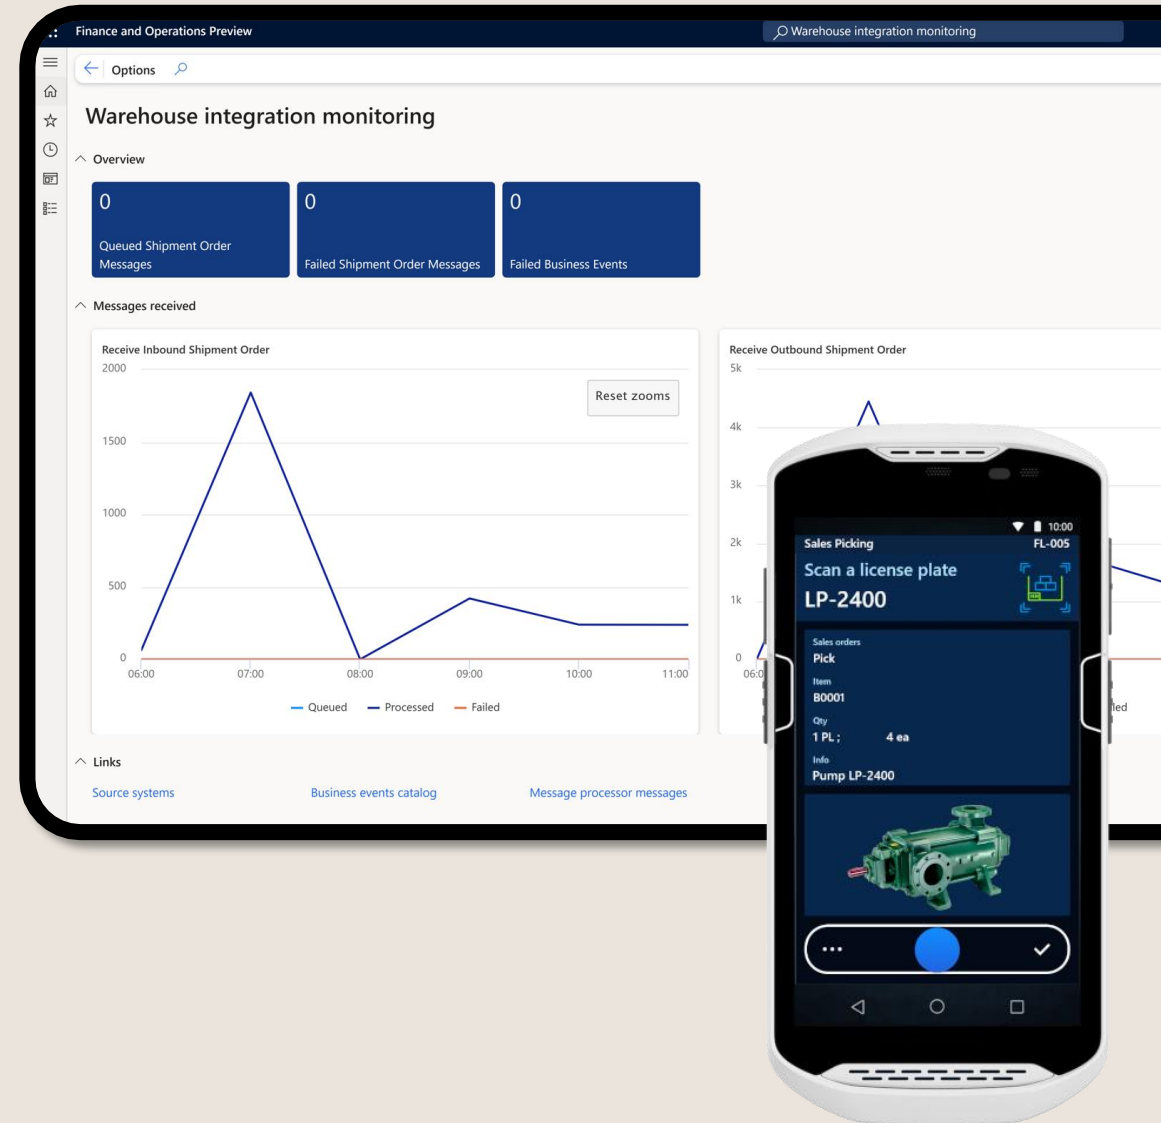 Finance and Operations Preview
Warehouse integration monitoring
Options
Warehouse integration monitoring
Overview
0
Queued Shipment Order
Messages
0
Failed Shipment Order Messages
0
Failed Business Events
Messages received
Receive Inbound Shipment Order
2000
1500
1000
500
0
Reset zooms
06:00 07:00 08:00 09:00 10:00 11:00
Queued Processed Failed
Receive Outbound Shipment Order
5k
4k
3k
2k
1k
0
Links
Source systems
Business events catalog
Message processor messages
10:00
Sales Picking FL-005
Scan a license plate
LP-2400
Sales orders
Pick
Item
B0001
Qty
1 PL ; 4 ea
Info
Pump LP-2400